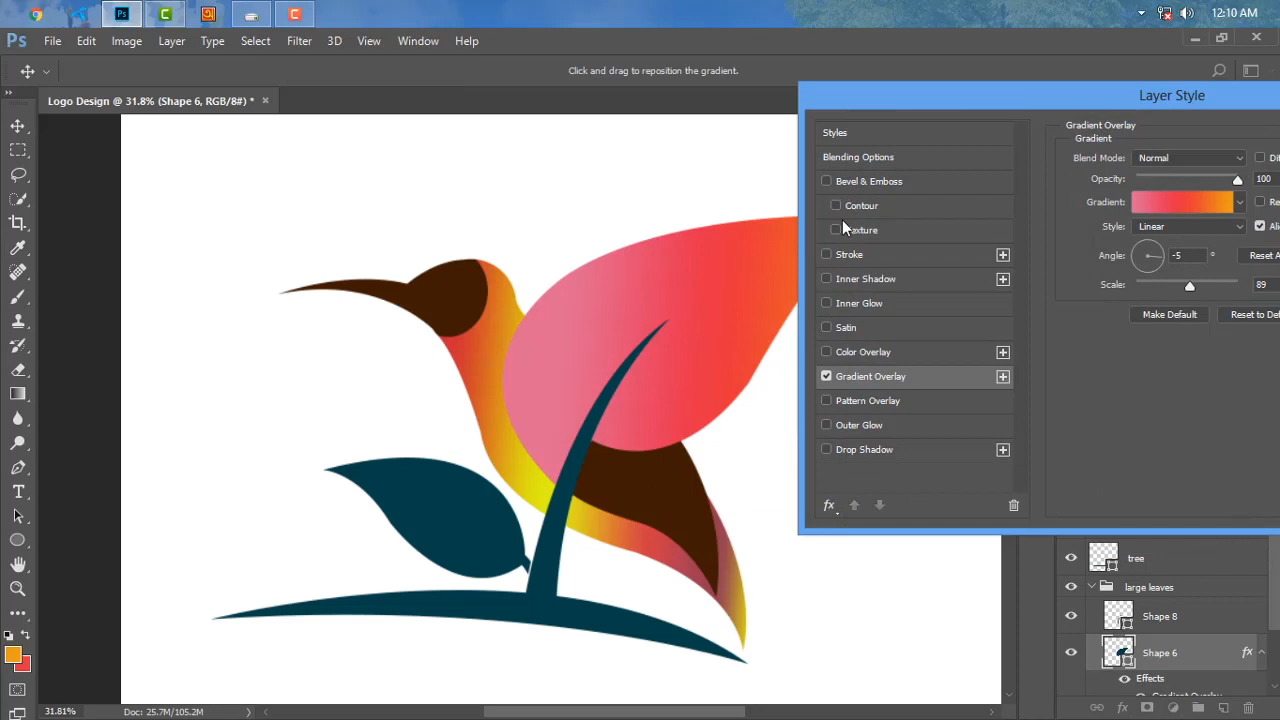 12:10 AM
Ps File Edit Image Layer Type Select Filter 3D View Window Help
Click and drag to reposition the gradient.
Logo Design @ 31.8% (Shape 6, RGB/8#) * ×
Layer Style
Styles
Blending Options
Bevel & Emboss
Contour
Texture
Stroke
Inner Shadow
Inner Glow
Satin
Color Overlay
Gradient Overlay
Pattern Overlay
Outer Glow
Drop Shadow
fx
Gradient Overlay
Gradient
Blend Mode: Normal
Opacity: 100
Gradient:
Style: Linear
Angle: -5 °
Scale: 89
Make Default
tree
large leaves
Shape 8
Shape 6 fx
Effects
Gradient Overlay
31.81% Doc: 25.7M/105.2M